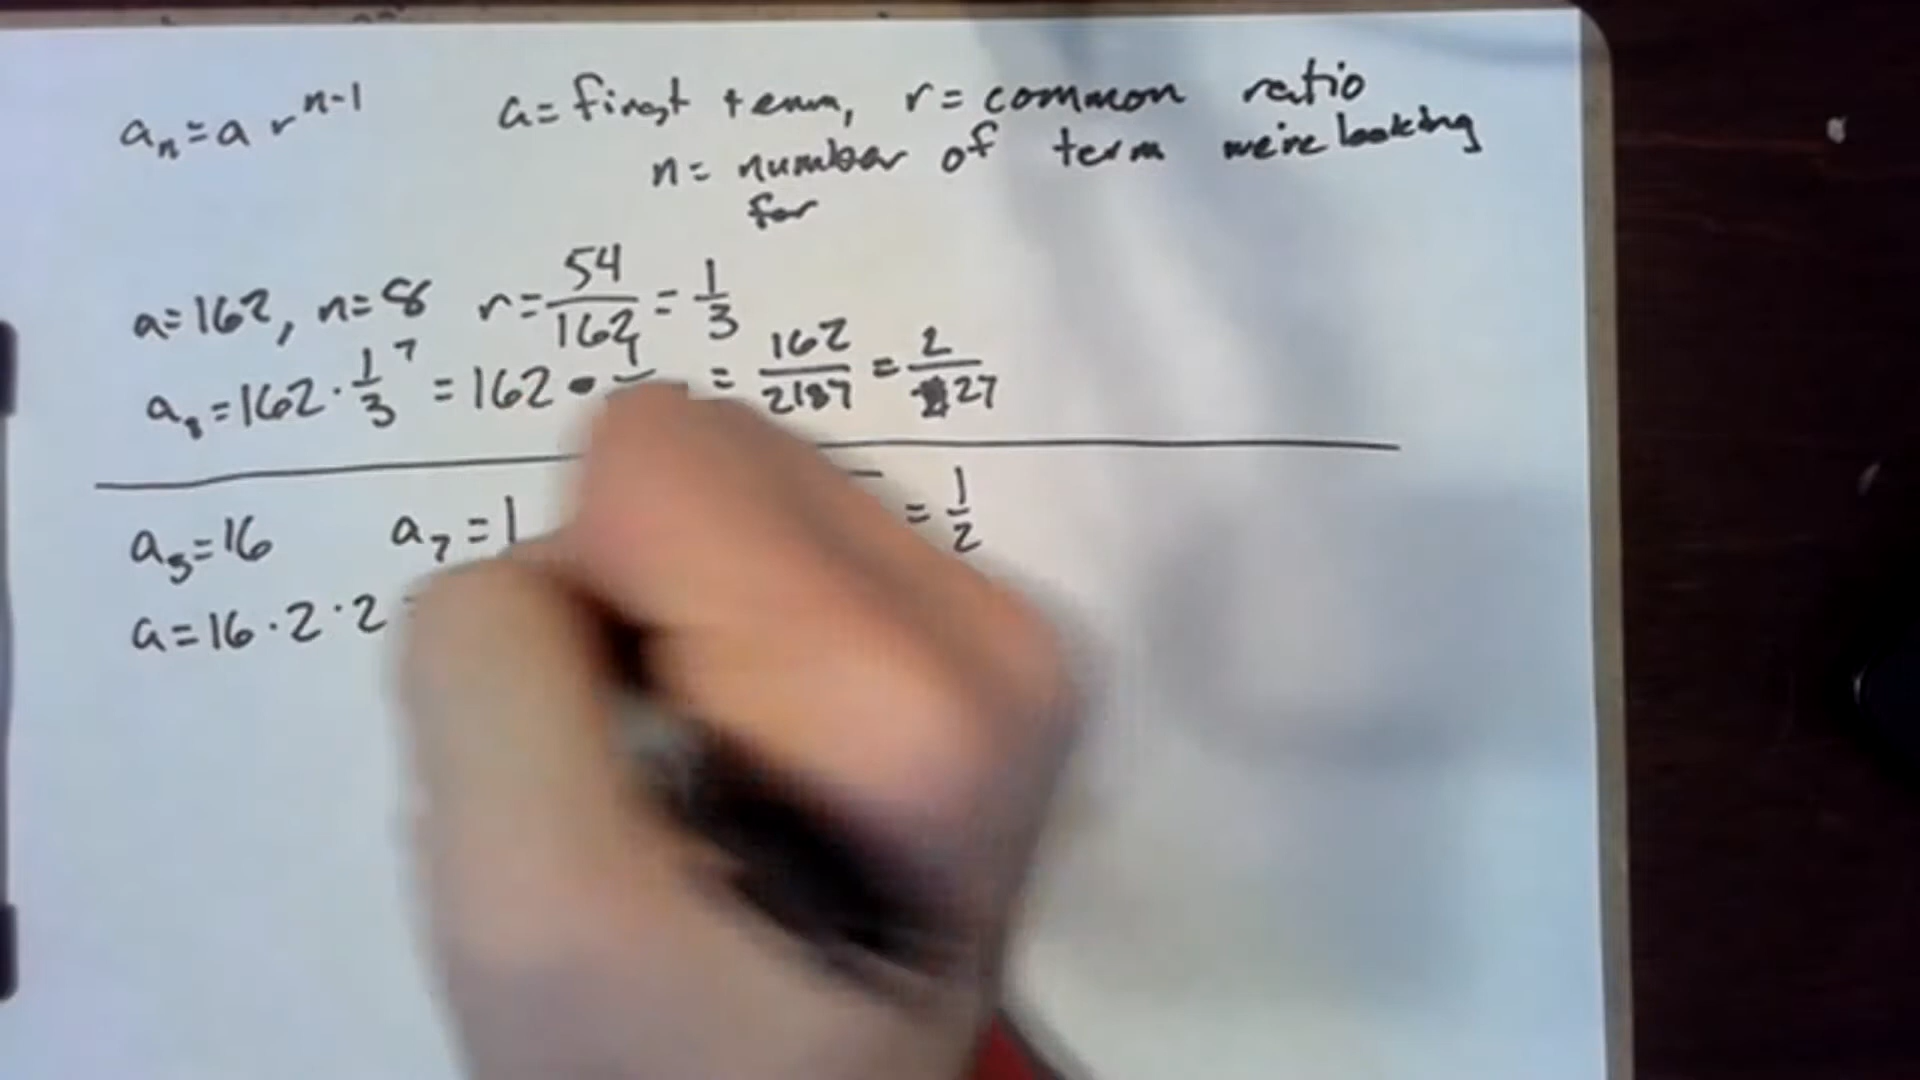 aₙ = a r^(n-1) a = first term, r = common ratio
n = number of term we're looking
for
a=162, n=8 r = 54/162 = 1/3
a₈ = 162 · 1/3^7 = 162 · = 162/2187 = 2/27
a₃ = 16 a₇ = 1 = 1/2
a = 16 · 2 · 2